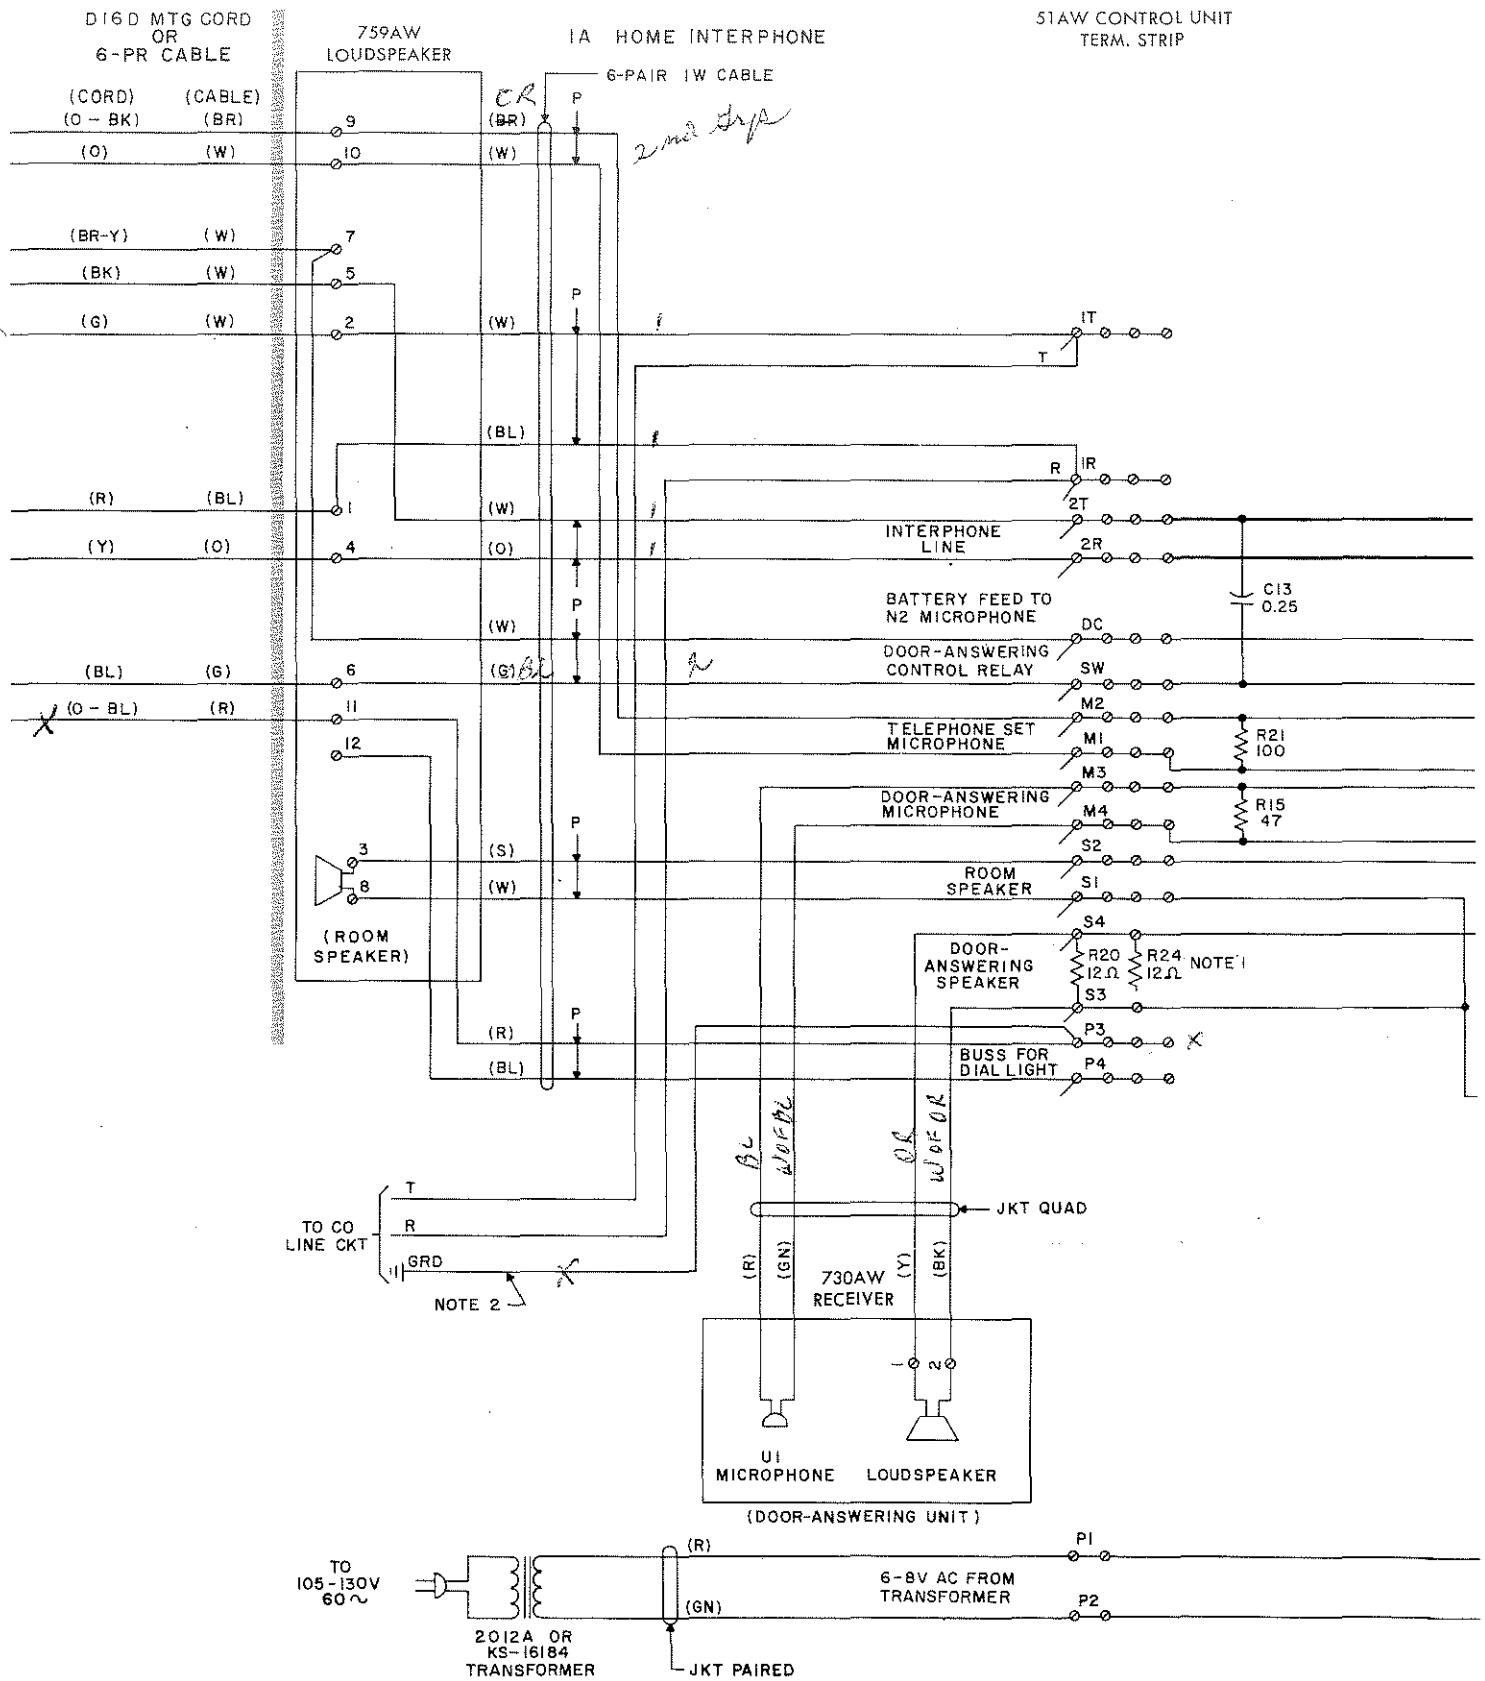 D16D MTG CORD
OR
6-PR CABLE
759AW
LOUDSPEAKER
1A HOME INTERPHONE
51AW CONTROL UNIT
TERM. STRIP
6-PAIR IW CABLE
(CORD) (CABLE)
(O-BK) (BR) 9 (BR) P
OR
2nd Grp
(O) (W) 10 (W)
(BR-Y) (W) 7
(BK) (W) 5
P
(G) (W) 2 (W) 1 1T
T
(BL) 1
R 1R
(R) (BL) 1 (W) 1 2T
INTERPHONE
LINE
(Y) (O) 4 (O) 1 2R
C13
0.25
P
BATTERY FEED TO
N2 MICROPHONE
(W) DC
DOOR-ANSWERING
CONTROL RELAY
(BL) (G) 6 (G) BL 2 SW
X (O-BL) (R) 11 M2
TELEPHONE SET
MICROPHONE
R21
100
12 M1
M3
DOOR-ANSWERING
MICROPHONE
R15
47
M4
P
3 (S) S2
ROOM
SPEAKER
8 (W) S1
(ROOM
SPEAKER)
S4
DOOR-
ANSWERING
SPEAKER
R20
12Ω
R24
12Ω
NOTE 1
S3
P
(R) P3 X
BUSS FOR
DIAL LIGHT
(BL) P4
BL
W OF BL
OR
W OF OR
T
TO CO
LINE CKT
R
JKT QUAD
GRD X
NOTE 2
(R)
(GN)
(Y)
(BK)
730AW
RECEIVER
1 2
U1
MICROPHONE LOUDSPEAKER
(DOOR-ANSWERING UNIT)
TO
105-130V
60~
(R) P1
6-8V AC FROM
TRANSFORMER
(GN) P2
2012A OR
KS-16184
TRANSFORMER
JKT PAIRED